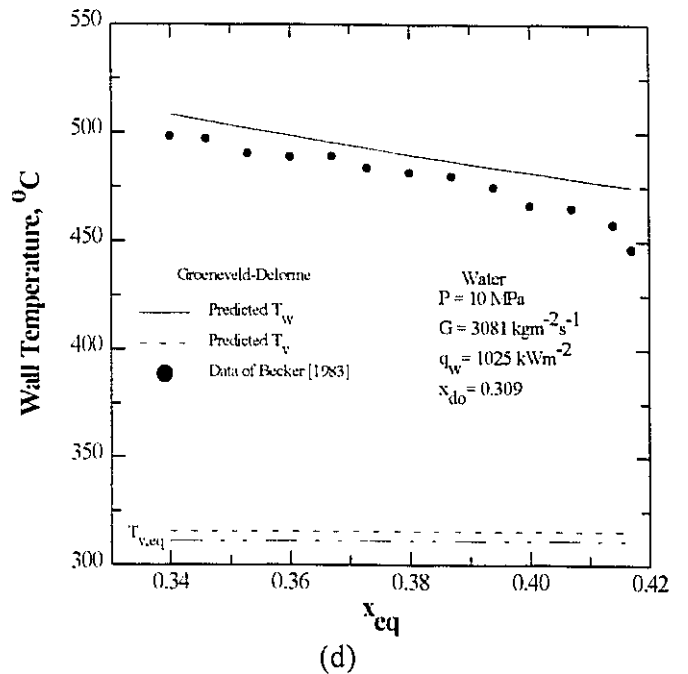 550
500
450
400
350
300
Wall Temperature, ⁰C
Groeneveld-Delorme
Predicted T_w
Predicted T_v
Data of Becker [1983]
Water
P = 10 MPa
G = 3081 kgm⁻²s⁻¹
q_w = 1025 kWm⁻²
x_do = 0.309
T_v,eq
0.34 0.36 0.38 0.40 0.42
x_eq
(d)